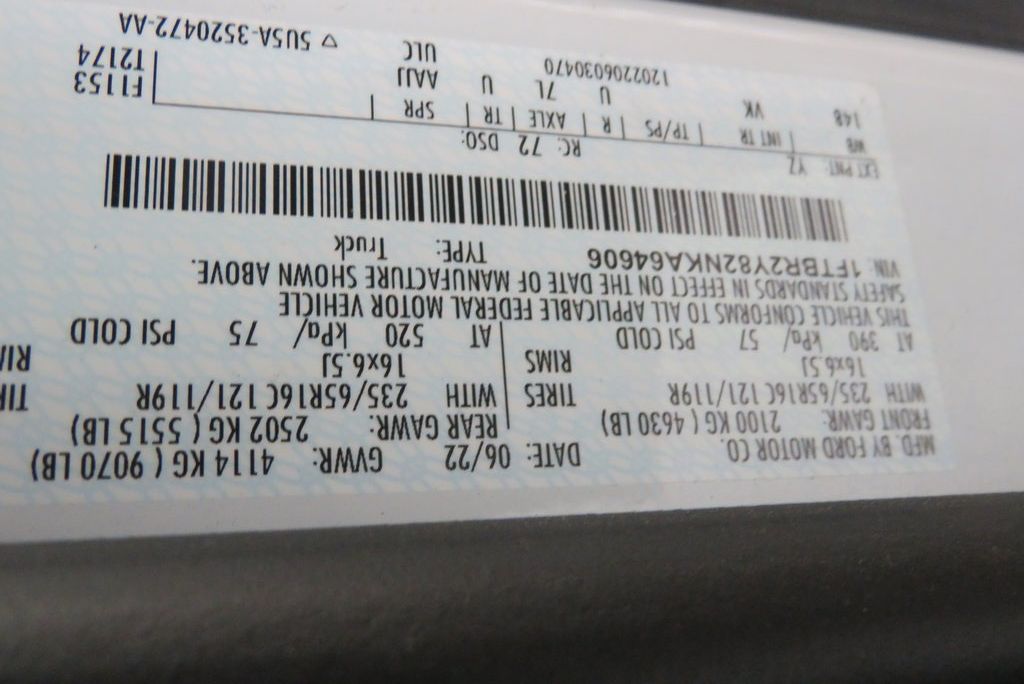 MFD. BY FORD MOTOR CO. DATE: 06/22 GVWR: 4114 KG ( 9070 LB)
FRONT GAWR: 2100 KG ( 4630 LB) REAR GAWR: 2502 KG ( 5515 LB)
WITH 235/65R16C 121/119R TIRES WITH 235/65R16C 121/119R TIR
16x6.5J RIMS 16x6.5J RIM
AT 390 kPa/ 57 PSI COLD AT 520 kPa/ 75 PSI COLD
THIS VEHICLE CONFORMS TO ALL APPLICABLE FEDERAL MOTOR VEHICLE
SAFETY STANDARDS IN EFFECT ON THE DATE OF MANUFACTURE SHOWN ABOVE.
VIN: 1FTBR2Y82NKA64606 TYPE: Truck
EXT PNT: YZ RC: 72 DSO:
WB INT TR TP/PS R AXLE TR SPR F1153
148 VK U 7L U AAJJ T2174
120220603047O ULC ▽ 5U5A-3520472-AA